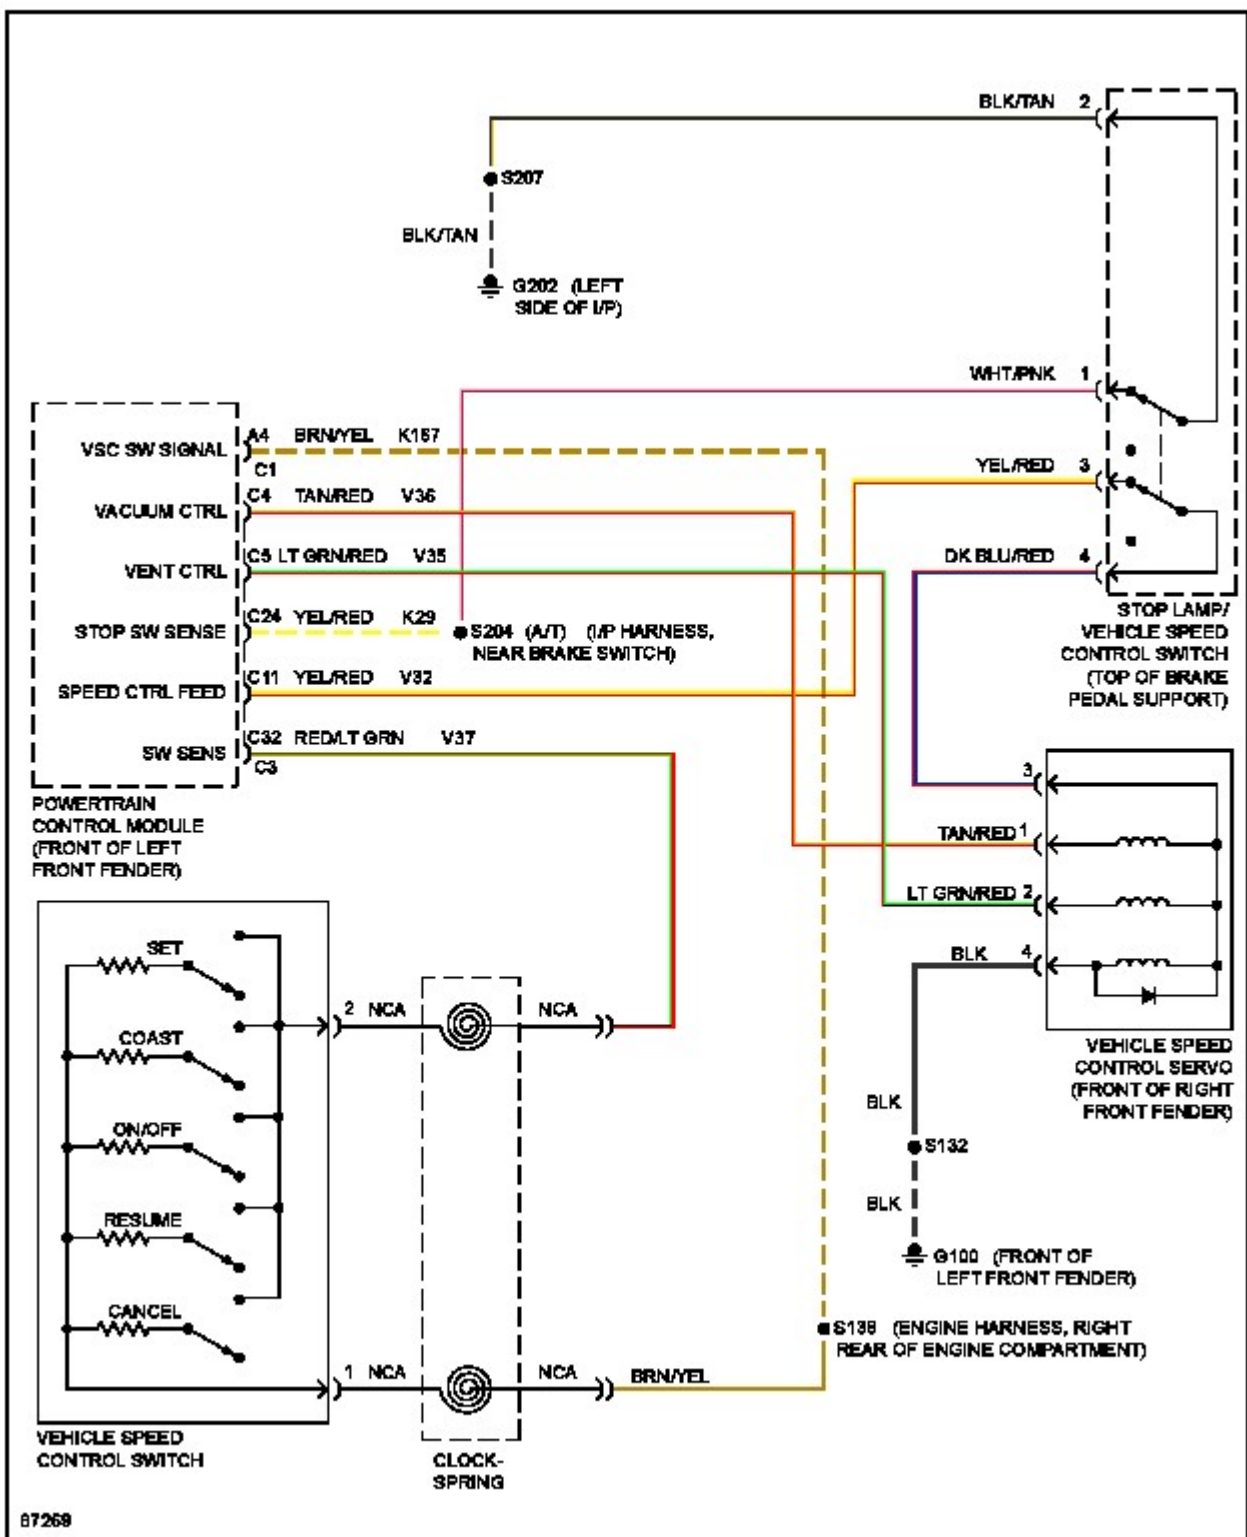 BLK/TAN 2
S207
BLK/TAN
G202 (LEFT
SIDE OF I/P)
WHT/PNK 1
YEL/RED 3
DK BLU/RED 4
STOP LAMP/
VEHICLE SPEED
CONTROL SWITCH
(TOP OF BRAKE
PEDAL SUPPORT)
VSC SW SIGNAL A4 BRN/YEL K167
C1
VACUUM CTRL C4 TAN/RED V36
VENT CTRL C5 LT GRN/RED V35
STOP SW SENSE C24 YEL/RED K29
S204 (A/T) (I/P HARNESS,
NEAR BRAKE SWITCH)
SPEED CTRL FEED C11 YEL/RED V32
SW SENS C32 RED/LT GRN V37
C3
POWERTRAIN
CONTROL MODULE
(FRONT OF LEFT
FRONT FENDER)
3
TAN/RED 1
LT GRN/RED 2
BLK 4
VEHICLE SPEED
CONTROL SERVO
(FRONT OF RIGHT
FRONT FENDER)
BLK
S132
BLK
G100 (FRONT OF
LEFT FRONT FENDER)
SET
COAST
ON/OFF
RESUME
CANCEL
2 NCA NCA
1 NCA NCA BRN/YEL
S136 (ENGINE HARNESS, RIGHT
REAR OF ENGINE COMPARTMENT)
VEHICLE SPEED
CONTROL SWITCH
CLOCK-
SPRING
87269